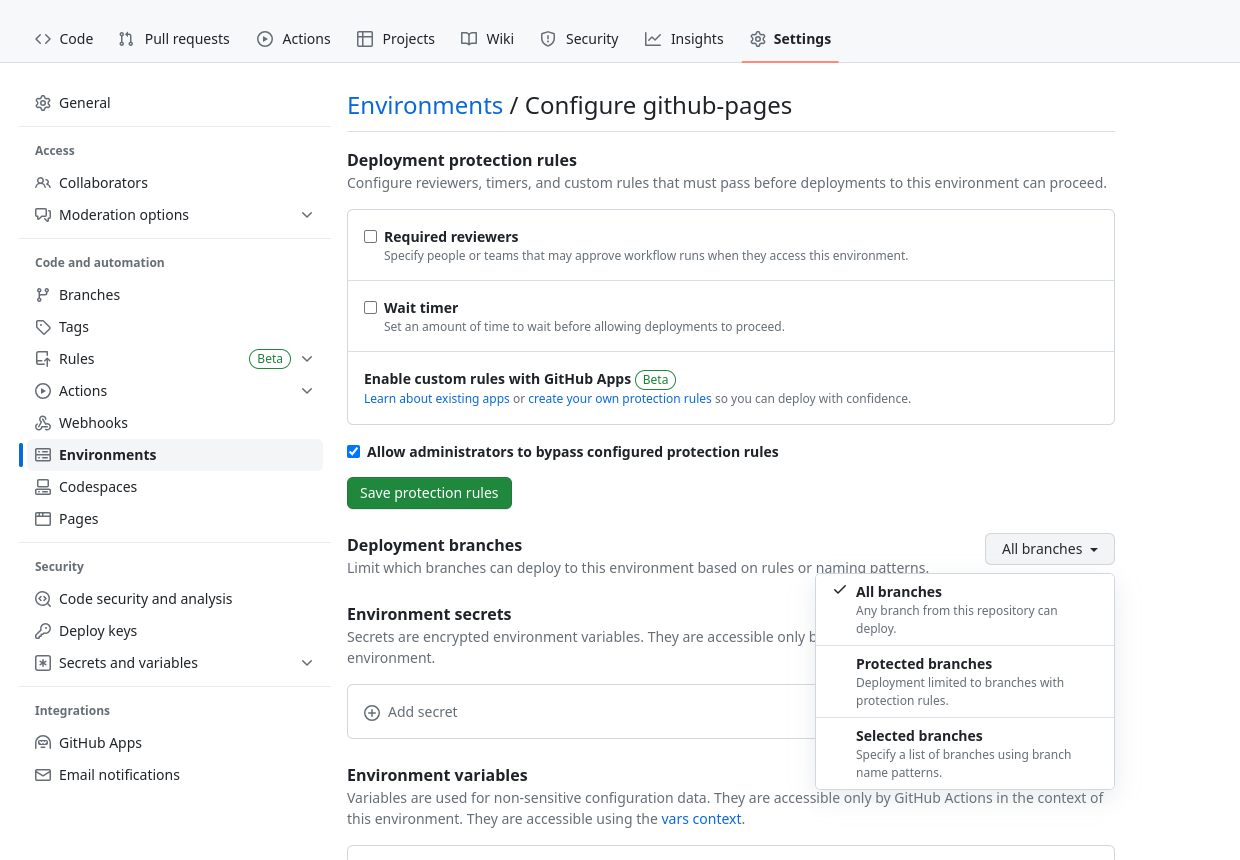 Code
Pull requests
Actions
Projects
Wiki
Security
Insights
Settings
General
Access
Collaborators
Moderation options
Code and automation
Branches
Tags
Rules
Beta
Actions
Webhooks
Environments
Codespaces
Pages
Security
Code security and analysis
Deploy keys
Secrets and variables
Integrations
GitHub Apps
Email notifications
Environments / Configure github-pages
Deployment protection rules
Configure reviewers, timers, and custom rules that must pass before deployments to this environment can proceed.
Required reviewers
Specify people or teams that may approve workflow runs when they access this environment.
Wait timer
Set an amount of time to wait before allowing deployments to proceed.
Enable custom rules with GitHub Apps Beta
Learn about existing apps or create your own protection rules so you can deploy with confidence.
Allow administrators to bypass configured protection rules
Save protection rules
Deployment branches
All branches
Limit which branches can deploy to this environment based on rules or naming patterns.
All branches
Any branch from this repository can
deploy.
Protected branches
Deployment limited to branches with
protection rules.
Selected branches
Specify a list of branches using branch
name patterns.
Environment secrets
Secrets are encrypted environment variables. They are accessible only
environment.
Add secret
Environment variables
Variables are used for non-sensitive configuration data. They are accessible only by GitHub Actions in the context of
this environment. They are accessible using the vars context.